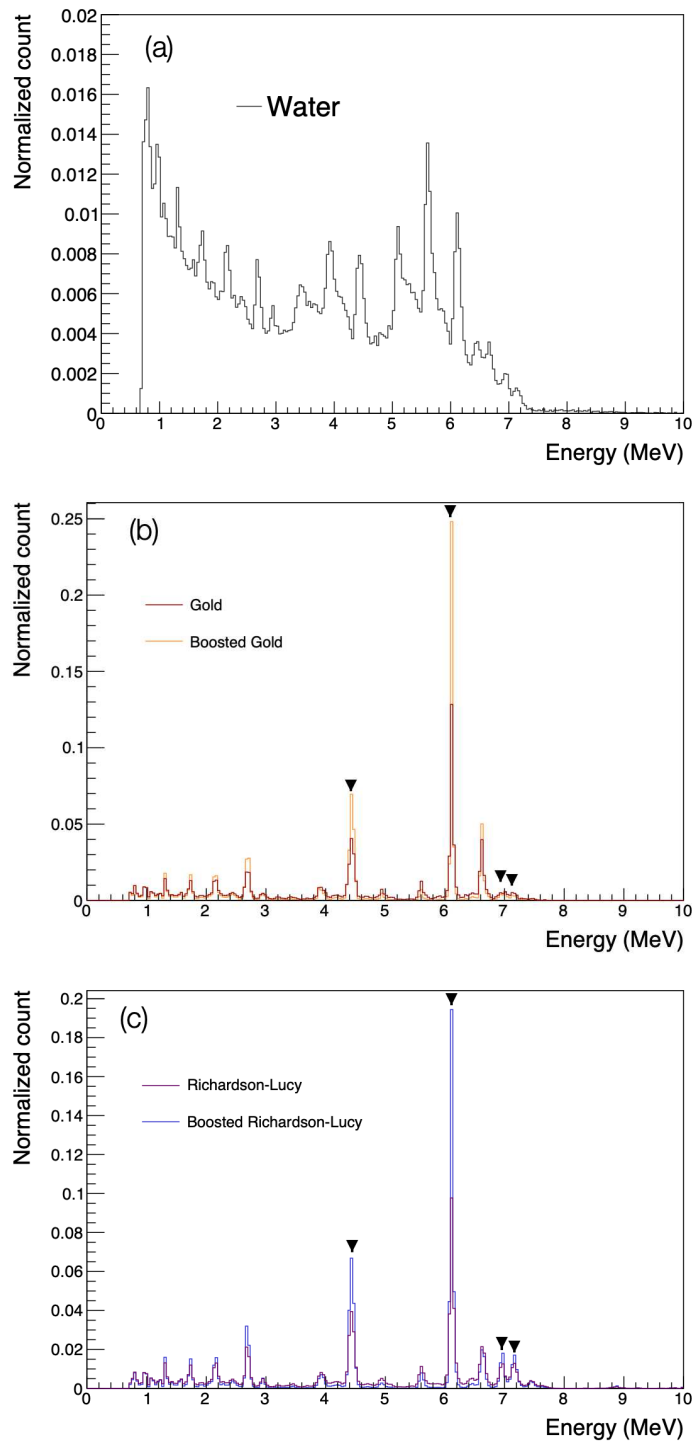 0.02
(a)
0.018
0.016
Water
0.014
0.012
0.01
0.008
0.006
0.004
0.002
0
0 1 2 3 4 5 6 7 8 9 10
Energy (MeV)
Normalized count
(b)
0.25
0.2
Gold
Boosted Gold
0.15
0.1
0.05
0
0 1 2 3 4 5 6 7 8 9 10
Energy (MeV)
Normalized count
0.2
(c)
0.18
0.16
Richardson-Lucy
0.14
Boosted Richardson-Lucy
0.12
0.1
0.08
0.06
0.04
0.02
0
0 1 2 3 4 5 6 7 8 9 10
Energy (MeV)
Normalized count